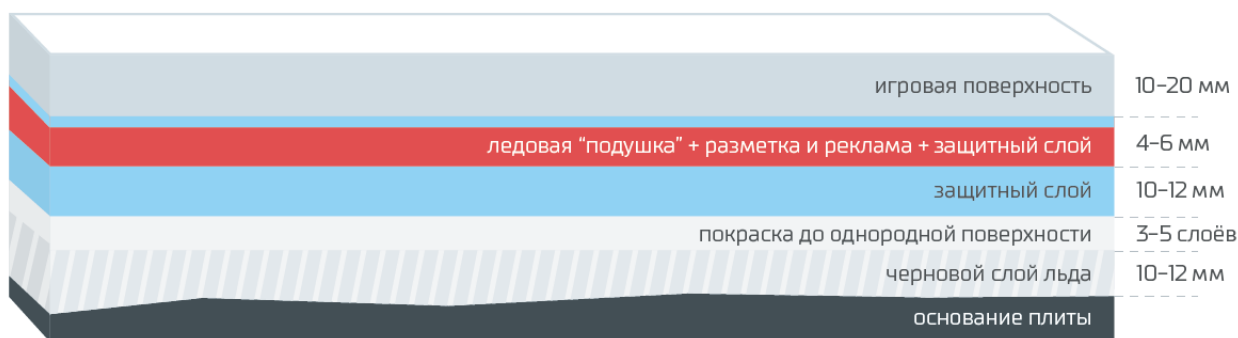 игровая поверхность 10-20 мм
ледовая “подушка” + разметка и реклама + защитный слой 4-6 мм
защитный слой 10-12 мм
покраска до однородной поверхности 3-5 слоёв
черновой слой льда 10-12 мм
основание плиты